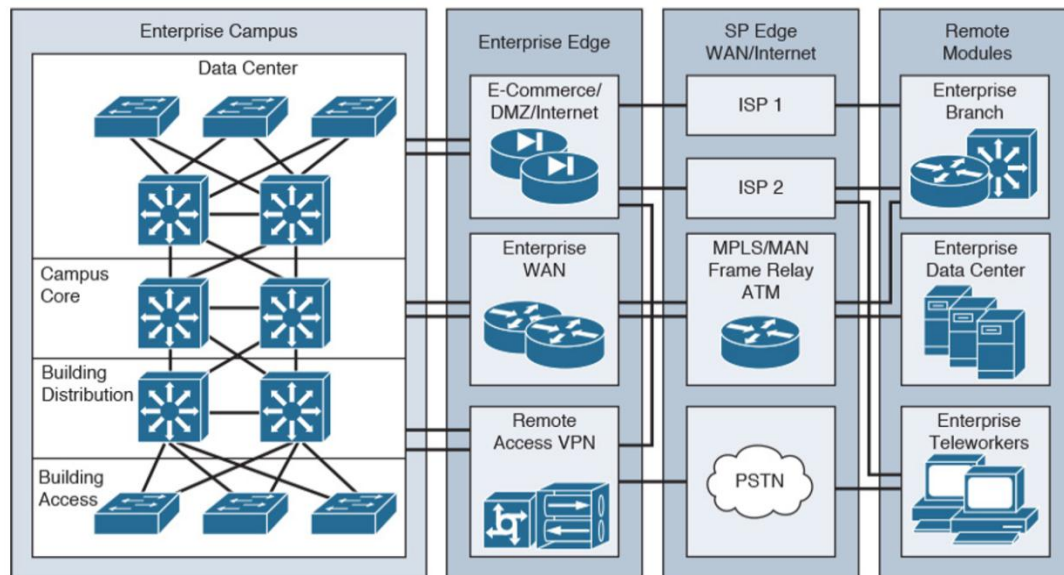 Enterprise Campus
Data Center
Campus
Core
Building
Distribution
Building
Access
Enterprise Edge
E-Commerce/
DMZ/Internet
Enterprise
WAN
Remote
Access VPN
SP Edge
WAN/Internet
ISP 1
ISP 2
MPLS/MAN
Frame Relay
ATM
PSTN
Remote
Modules
Enterprise
Branch
Enterprise
Data Center
Enterprise
Teleworkers